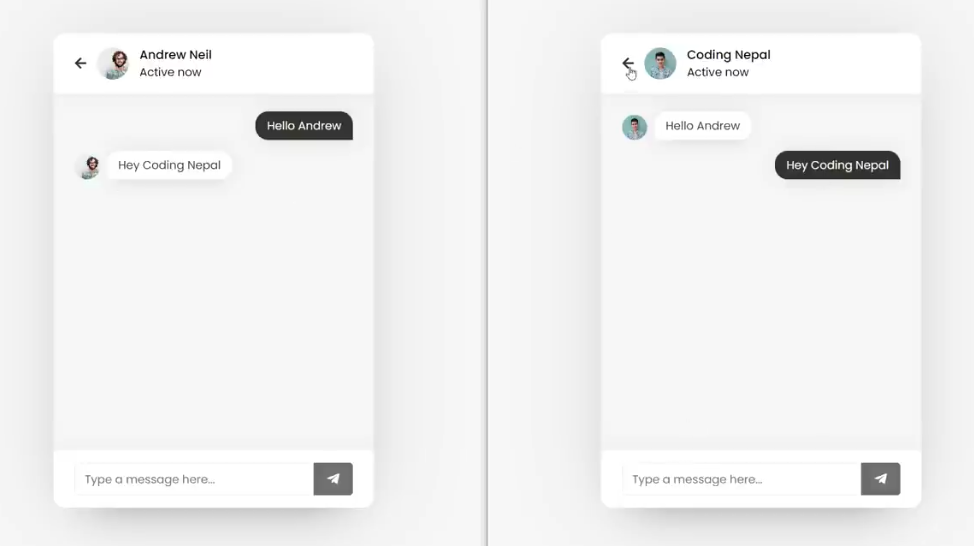 Andrew Neil
Active now
Hello Andrew
Hey Coding Nepal
Type a message here...
Coding Nepal
Active now
Hello Andrew
Hey Coding Nepal
Type a message here...